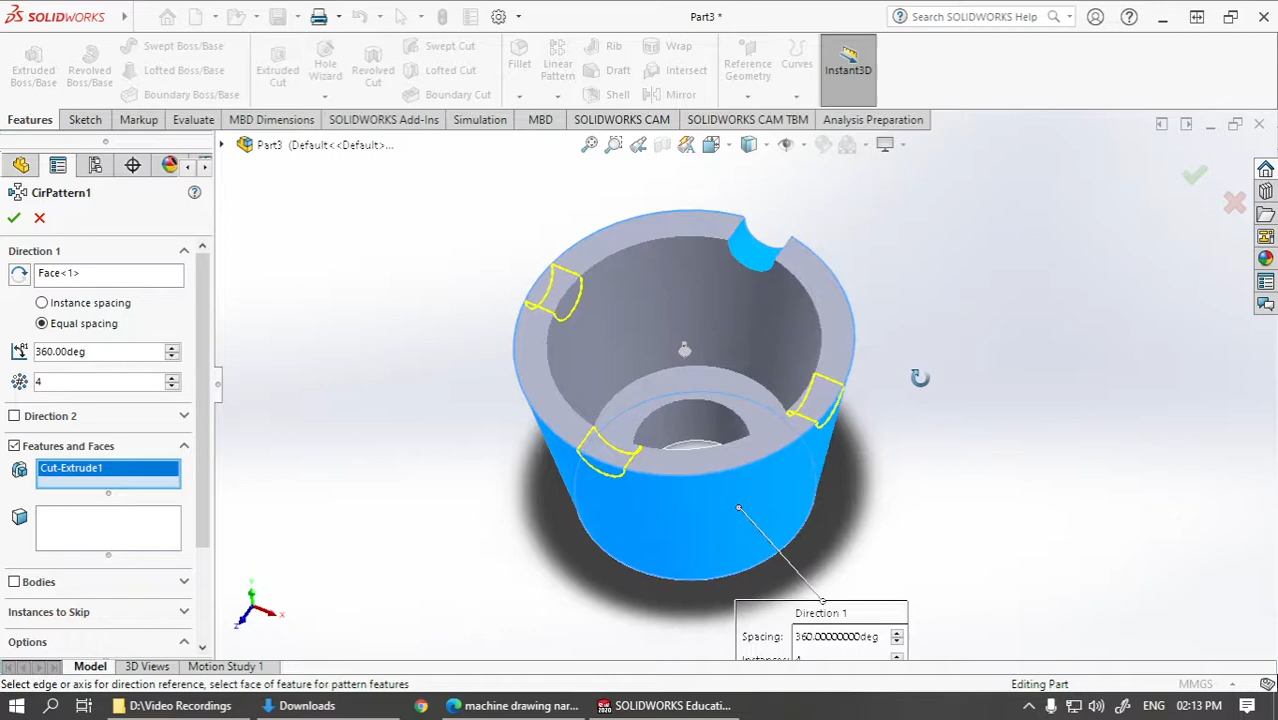 SOLIDWORKS
Part3 *
Search SOLIDWORKS Help
Extruded Boss/Base
Revolved Boss/Base
Swept Boss/Base
Lofted Boss/Base
Boundary Boss/Base
Extruded Cut
Hole Wizard
Revolved Cut
Swept Cut
Lofted Cut
Boundary Cut
Fillet
Linear Pattern
Rib
Draft
Shell
Wrap
Intersect
Mirror
Reference Geometry
Curves
Instant3D
Features Sketch Markup Evaluate MBD Dimensions SOLIDWORKS Add-Ins Simulation MBD SOLIDWORKS CAM SOLIDWORKS CAM TBM Analysis Preparation
Part3 (Default<<Default>...
CirPattern1
Direction 1
Face<1>
Instance spacing
Equal spacing
360.00deg
4
Direction 2
Features and Faces
Cut-Extrude1
Bodies
Instances to Skip
Options
Direction 1
Spacing: 360.00000000deg
Y
X
Z
Model 3D Views Motion Study 1
Select edge or axis for direction reference, select face of feature for pattern features
Editing Part
MMGS
D:\Video Recordings
Downloads
machine drawing nar...
SOLIDWORKS Educati...
ENG
02:13 PM